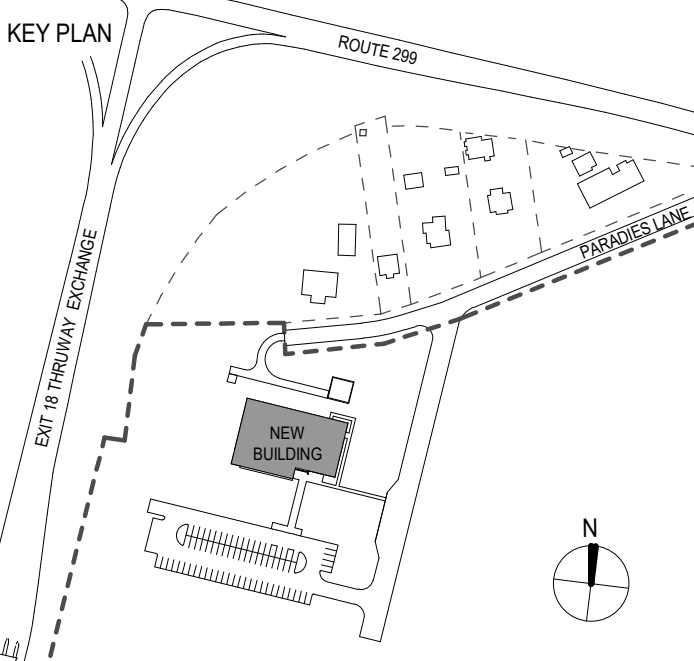 KEY PLAN
ROUTE 299
PARADIES LANE
EXIT 18 THRUWAY EXCHANGE
NEW
BUILDING
N